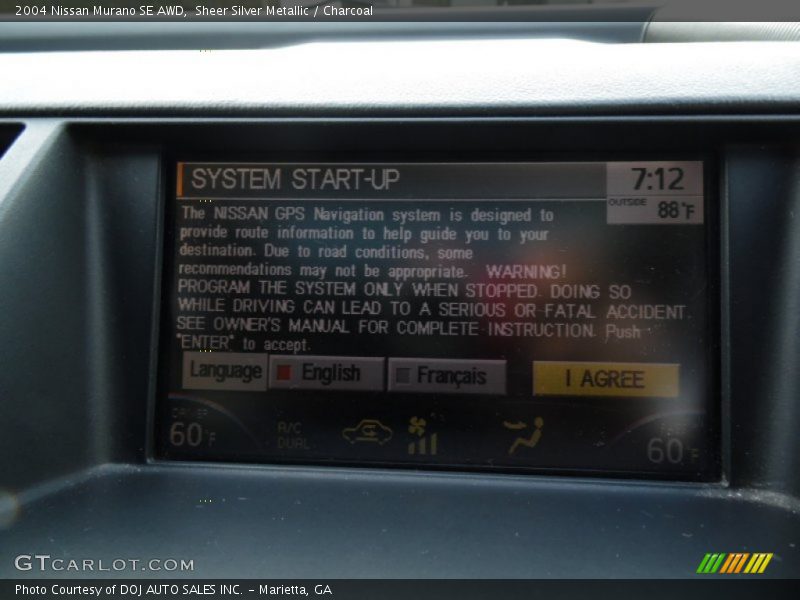 2004 Nissan Murano SE AWD, Sheer Silver Metallic / Charcoal
SYSTEM START-UP
7:12
OUTSIDE
88°F
The NISSAN GPS Navigation system is designed to
provide route information to help guide you to your
destination. Due to road conditions, some
recommendations may not be appropriate. WARNING!
PROGRAM THE SYSTEM ONLY WHEN STOPPED. DOING SO
WHILE DRIVING CAN LEAD TO A SERIOUS OR FATAL ACCIDENT.
SEE OWNER'S MANUAL FOR COMPLETE INSTRUCTION. Push
"ENTER" to accept.
Language English Français I AGREE
DRIVER
60°F
A/C
DUAL
60°F
GTCARLOT.COM
Photo Courtesy of DOJ AUTO SALES INC. - Marietta, GA